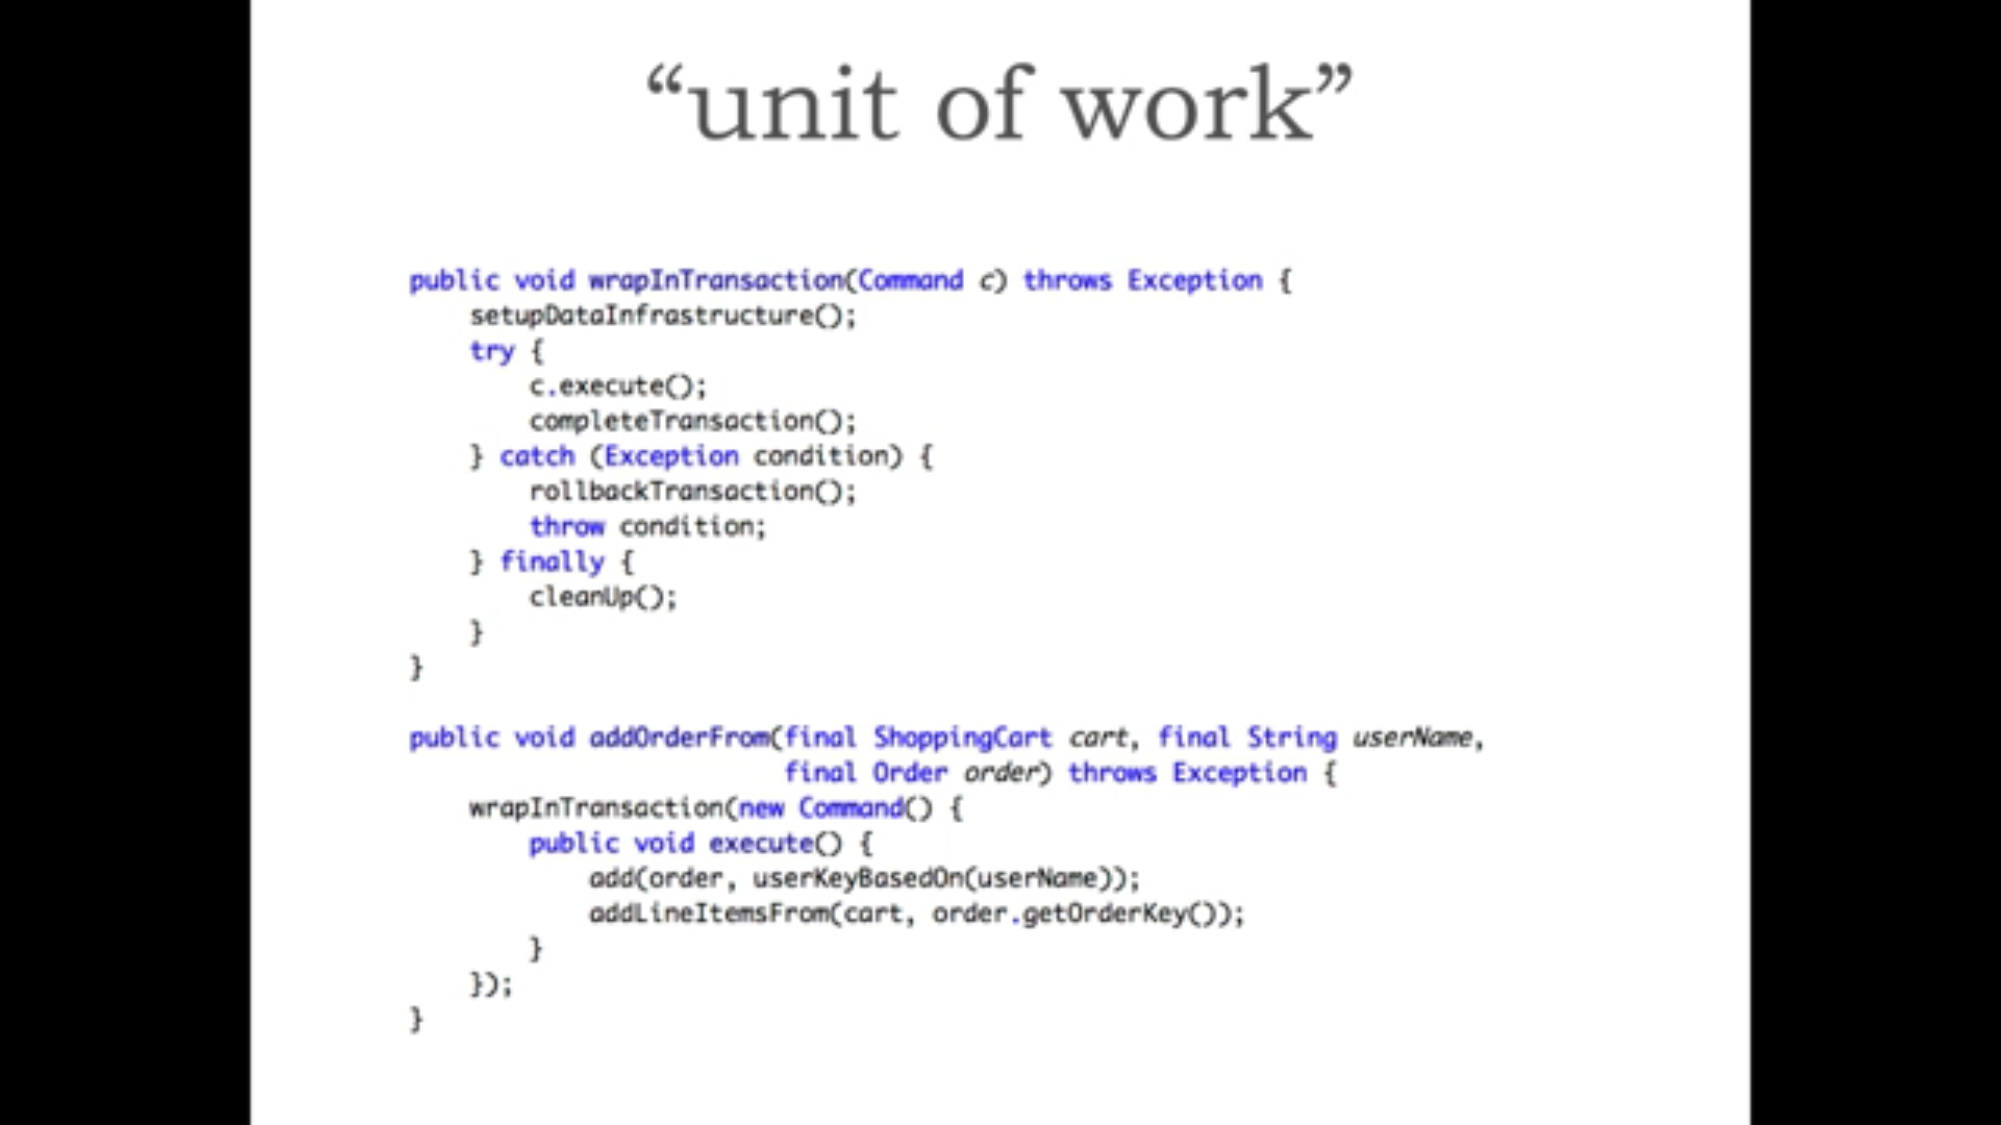 “unit of work”
public void wrapInTransaction(Command c) throws Exception {
    setupDataInfrastructure();
    try {
        c.execute();
        completeTransaction();
    } catch (Exception condition) {
        rollbackTransaction();
        throw condition;
    } finally {
        cleanUp();
    }
}
public void addOrderFrom(final ShoppingCart cart, final String userName,
                         final Order order) throws Exception {
    wrapInTransaction(new Command() {
        public void execute() {
            add(order, userKeyBasedOn(userName));
            addLineItemsFrom(cart, order.getOrderKey());
        }
    });
}